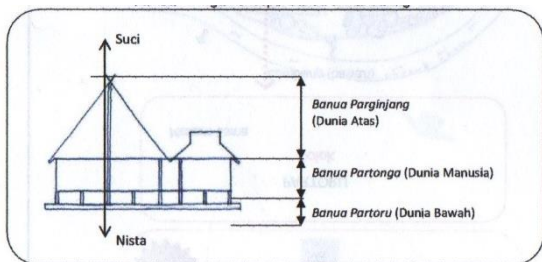 Suci
Banua Parginjang
(Dunia Atas)
Banua Partonga (Dunia Manusia)
Banua Partoru (Dunia Bawah)
Nista